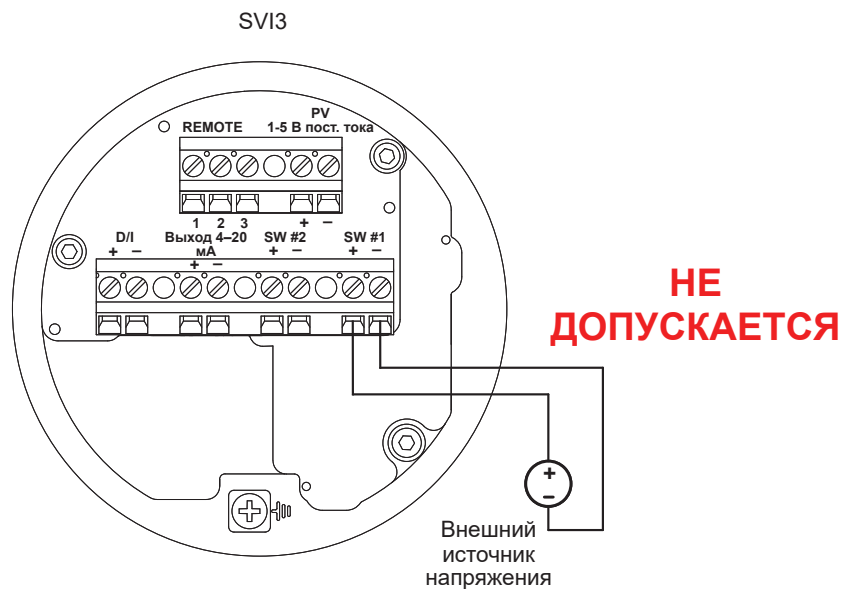 SVI3
PV
REMOTE 1-5 В пост. тока
1 2 3 + –
D/I Выход 4–20 SW #2 SW #1
+ – мА + – + –
+ –
НЕ
ДОПУСКАЕТСЯ
+
–
Внешний
источник
напряжения